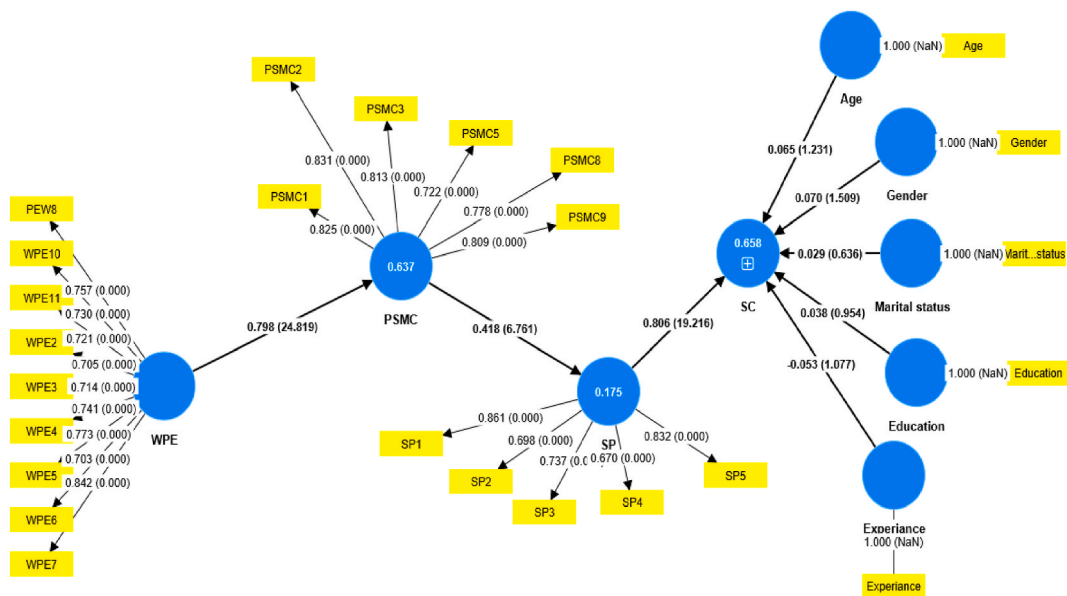 PSMC2
PSMC3
PSMC5
PSMC8
PSMC1
PSMC9
0.831 (0.000)
0.813 (0.000)
0.722 (0.000)
0.778 (0.000)
0.825 (0.000)
0.809 (0.000)
0.637
PSMC
PEW8
WPE10
WPE11
WPE2
WPE3
WPE4
WPE5
WPE6
WPE7
0.757 (0.000)
0.730 (0.000)
0.721 (0.000)
0.705 (0.000)
0.714 (0.000)
0.741 (0.000)
0.773 (0.000)
0.703 (0.000)
0.842 (0.000)
WPE
0.798 (24.819)
0.418 (6.761)
0.806 (19.216)
0.175
SP
0.861 (0.000)
0.698 (0.000)
0.737 (0.0
0.670 (0.000)
0.832 (0.000)
SP1
SP2
SP3
SP4
SP5
0.658
SC
1.000 (NaN)
Age
Age
0.065 (1.231)
1.000 (NaN)
Gender
Gender
0.070 (1.509)
1.000 (NaN)
Marit...status
Marital status
0.029 (0.636)
1.000 (NaN)
Education
Education
0.038 (0.954)
-0.053 (1.077)
Experiance
1.000 (NaN)
Experiance